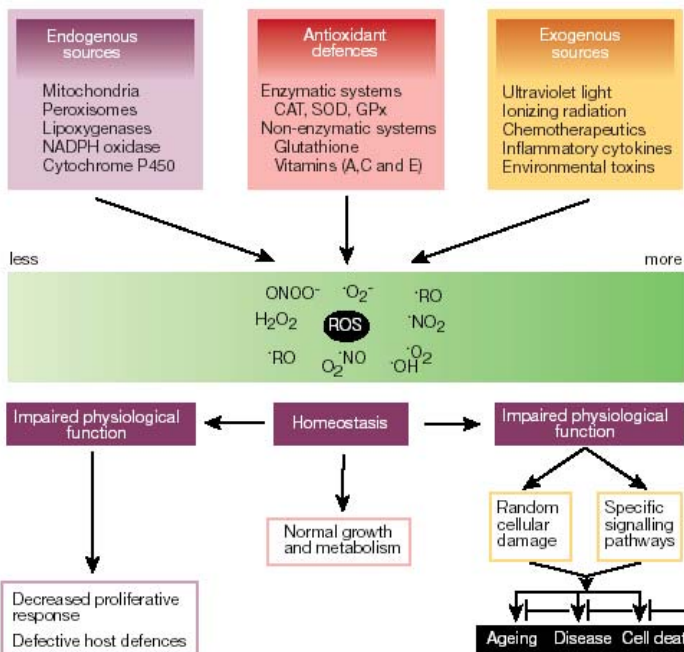 Endogenous
sources
Mitochondria
Peroxisomes
Lipoxygenases
NADPH oxidase
Cytochrome P450
Antioxidant
defences
Enzymatic systems
CAT, SOD, GPx
Non-enzymatic systems
Glutathione
Vitamins (A,C and E)
Exogenous
sources
Ultraviolet light
Ionizing radiation
Chemotherapeutics
Inflammatory cytokines
Environmental toxins
less
more
ONOO⁻ ·O₂⁻ ·RO
H₂O₂ ROS ·NO₂
·RO O₂ ·NO ·OH ·O₂
Impaired physiological
function
Homeostasis
Impaired physiological
function
Normal growth
and metabolism
Random
cellular
damage
Specific
signalling
pathways
Decreased proliferative
response
Defective host defences
Ageing Disease Cell deat